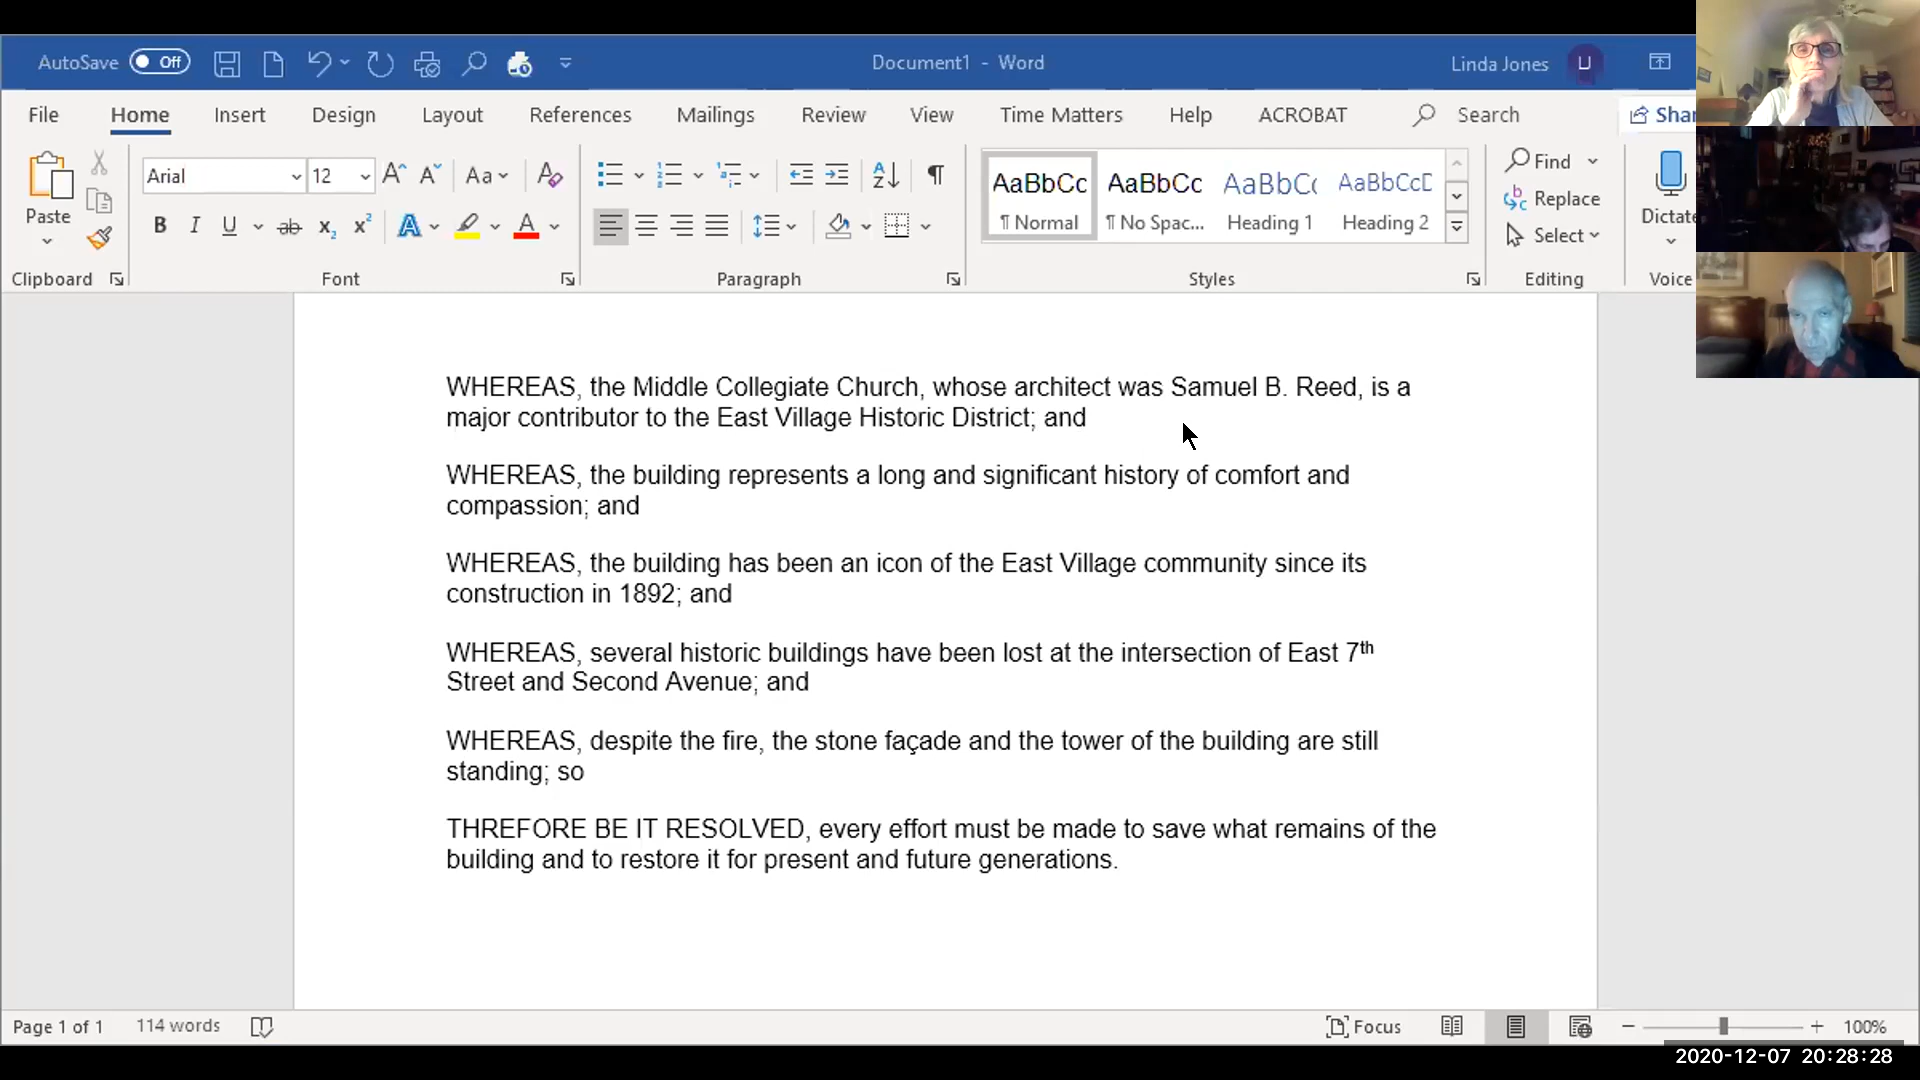 AutoSave Off Document1 - Word Linda Jones LJ
File Home Insert Design Layout References Mailings Review View Time Matters Help ACROBAT Search Shar
Paste Arial 12 Aa Find
Replace
Select
B I U ab x₂ x² A A
AaBbCc AaBbCc AaBbC AaBbCcD
¶ Normal ¶ No Spac... Heading 1 Heading 2
Dictate
Clipboard Font Paragraph Styles Editing Voice
WHEREAS, the Middle Collegiate Church, whose architect was Samuel B. Reed, is a
major contributor to the East Village Historic District; and
WHEREAS, the building represents a long and significant history of comfort and
compassion; and
WHEREAS, the building has been an icon of the East Village community since its
construction in 1892; and
WHEREAS, several historic buildings have been lost at the intersection of East 7th
Street and Second Avenue; and
WHEREAS, despite the fire, the stone façade and the tower of the building are still
standing; so
THREFORE BE IT RESOLVED, every effort must be made to save what remains of the
building and to restore it for present and future generations.
Page 1 of 1 114 words Focus 100%
2020-12-07 20:28:28